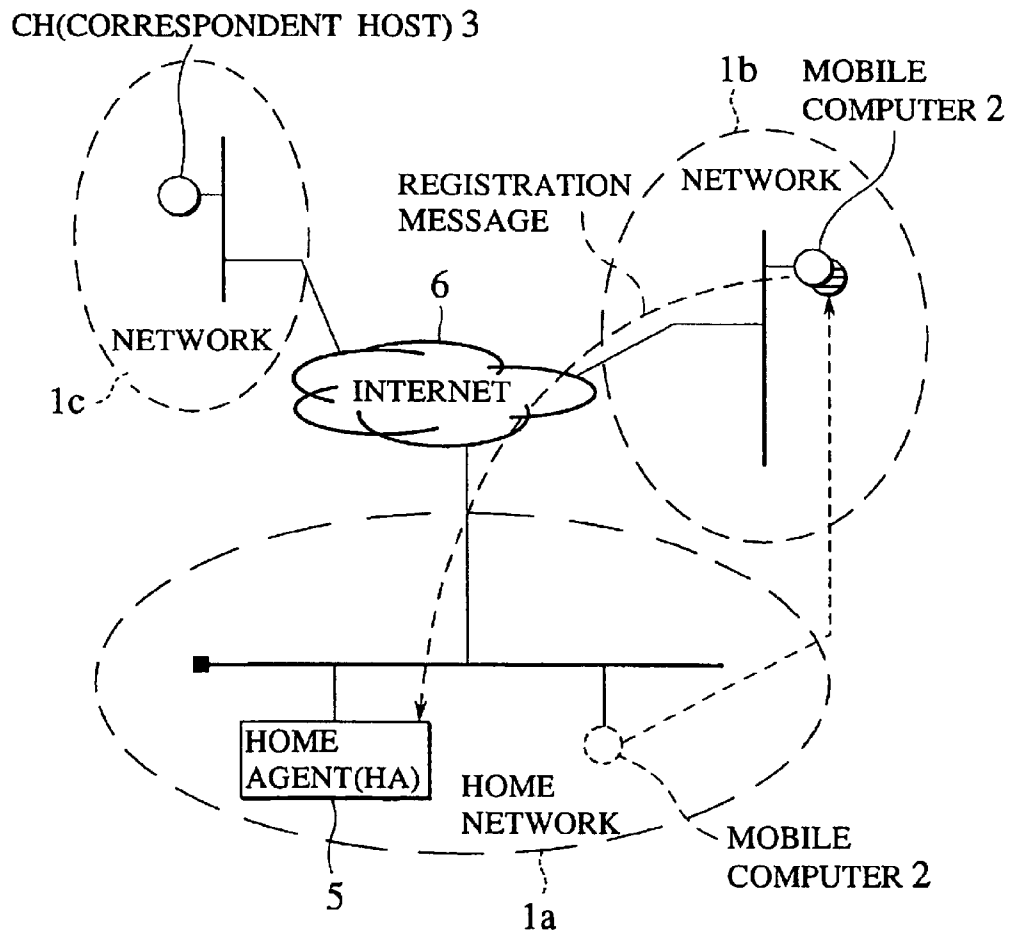 CH(CORRESPONDENT HOST) 3
1b
MOBILE
COMPUTER 2
REGISTRATION
MESSAGE
NETWORK
6
NETWORK
INTERNET
1c
HOME
AGENT(HA)
HOME
NETWORK
MOBILE
COMPUTER 2
5
1a